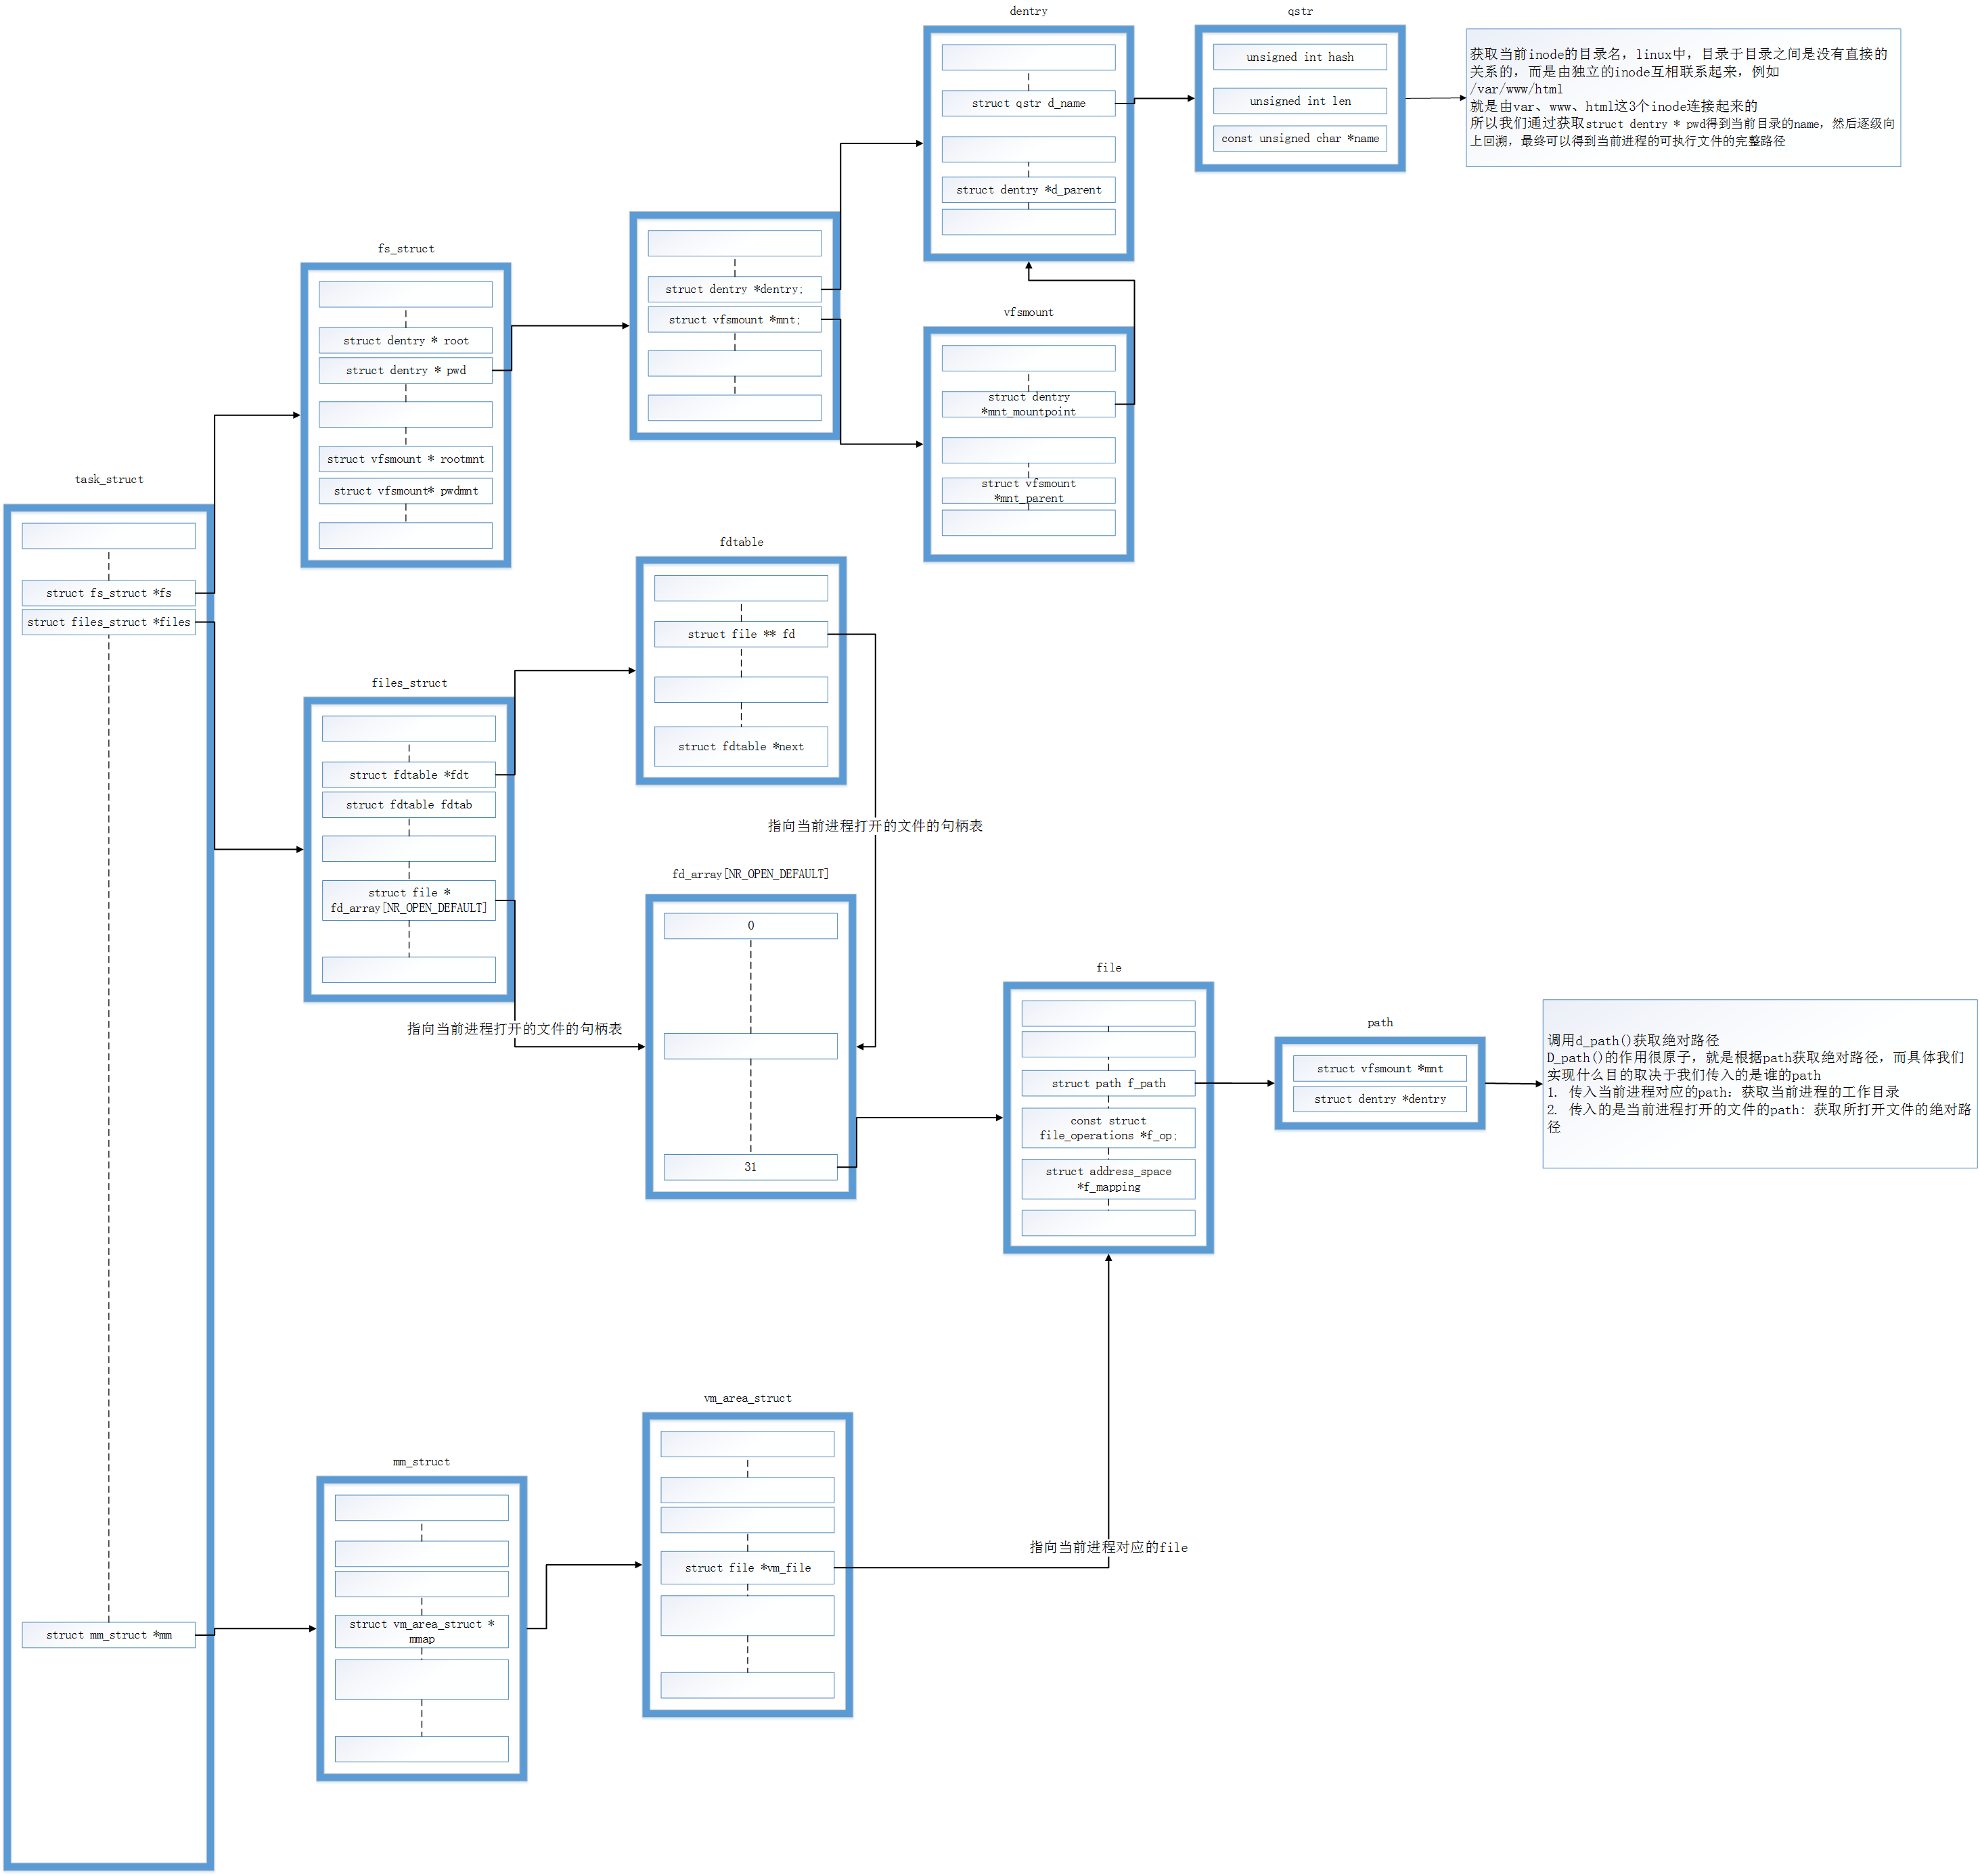 dentry
struct qstr d_name
struct dentry *d_parent
qstr
unsigned int hash
unsigned int len
const unsigned char *name
获取当前inode的目录名，linux中，目录于目录之间是没有直接的
关系的，而是由独立的inode互相联系起来，例如
/var/www/html
就是由var、www、html这3个inode连接起来的
所以我们通过获取struct dentry * pwd得到当前目录的name，然后逐级向
上回溯，最终可以得到当前进程的可执行文件的完整路径
fs_struct
struct dentry * root
struct dentry * pwd
struct vfsmount * rootmnt
struct vfsmount* pwdmnt
struct dentry *dentry;
struct vfsmount *mnt;
vfsmount
struct dentry
*mnt_mountpoint
struct vfsmount
*mnt_parent
task_struct
struct fs_struct *fs
struct files_struct *files
struct mm_struct *mm
fdtable
struct file ** fd
struct fdtable *next
files_struct
struct fdtable *fdt
struct fdtable fdtab
struct file *
fd_array[NR_OPEN_DEFAULT]
指向当前进程打开的文件的句柄表
指向当前进程打开的文件的句柄表
fd_array[NR_OPEN_DEFAULT]
0
31
file
struct path f_path
const struct
file_operations *f_op;
struct address_space
*f_mapping
path
struct vfsmount *mnt
struct dentry *dentry
调用d_path()获取绝对路径
D_path()的作用很原子，就是根据path获取绝对路径，而具体我们
实现什么目的取决于我们传入的是谁的path
1. 传入当前进程对应的path：获取当前进程的工作目录
2. 传入的是当前进程打开的文件的path: 获取所打开文件的绝对路
径
vm_area_struct
struct file *vm_file
指向当前进程对应的file
mm_struct
struct vm_area_struct *
mmap